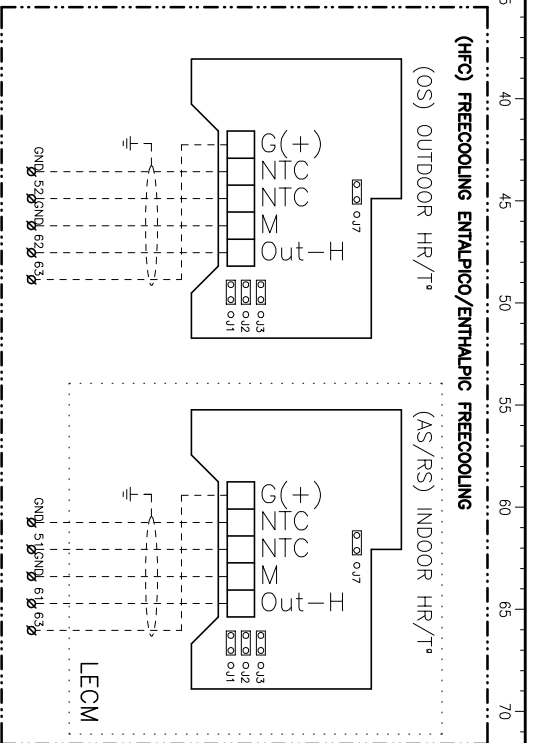 (HFC) FREECOOLING ENTALPICO/ENTHALPIC FREECOOLING
(OS) OUTDOOR HR/Tª
G(+)
NTC
NTC
M
Out-H
J7
J3
J2
J1
GND 52 GND 62 63
(AS/RS) INDOOR HR/Tª
G(+)
NTC
NTC
M
Out-H
J7
J3
J2
J1
GND 51 GND 61 63
LECM
40
45
50
55
60
65
70